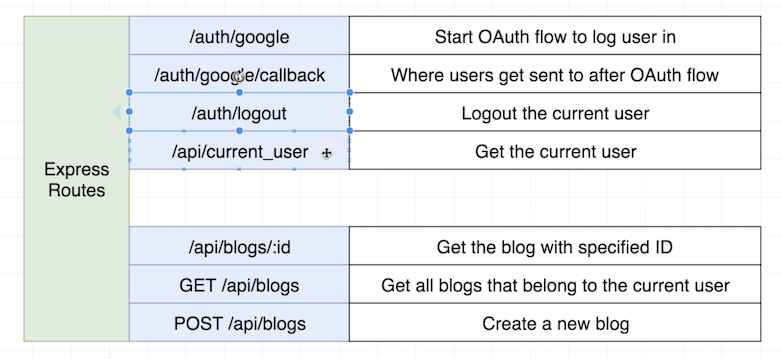 Express
Routes
/auth/google
Start OAuth flow to log user in
/auth/google/callback
Where users get sent to after OAuth flow
/auth/logout
Logout the current user
/api/current_user
Get the current user
/api/blogs/:id
Get the blog with specified ID
GET /api/blogs
Get all blogs that belong to the current user
POST /api/blogs
Create a new blog